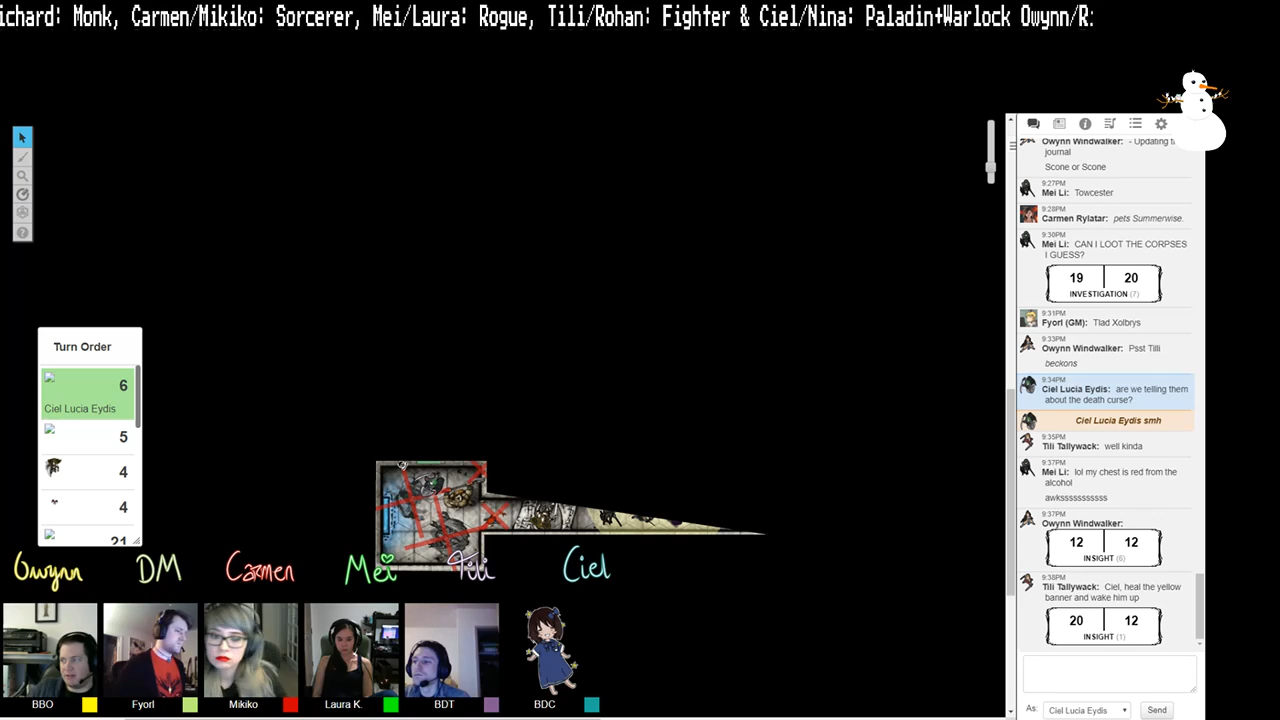 ichard: Monk, Carmen/Mikiko: Sorcerer, Mei/Laura: Rogue, Tili/Rohan: Fighter & Ciel/Nina: Paladin+Warlock Owynn/R:
Owynn Windwalker: - Updating t
journal
Scone or Scone
9:27PM
Mei Li: Towcester
9:28PM
Carmen Rylatar: pets Summerwise.
9:30PM
Mei Li: CAN I LOOT THE CORPSES
I GUESS?
19 20
INVESTIGATION (7)
9:31PM
Fyorl (GM): Tlad Xolbrys
9:33PM
Owynn Windwalker: Psst Tilli
beckons
9:34PM
Ciel Lucia Eydis: are we telling them
about the death curse?
Ciel Lucia Eydis smh
9:35PM
Tili Tallywack: well kinda
9:37PM
Mei Li: lol my chest is red from the
alcohol
awkssssssssss
9:37PM
Owynn Windwalker:
12 12
INSIGHT (6)
9:38PM
Tili Tallywack: Ciel, heal the yellow
banner and wake him up
20 12
INSIGHT (1)
As: Ciel Lucia Eydis Send
Turn Order
6
Ciel Lucia Eydis
5
4
4
21
Owynn DM Carmen Mei Tili Ciel
BBO Fyorl Mikiko Laura K. BDT BDC